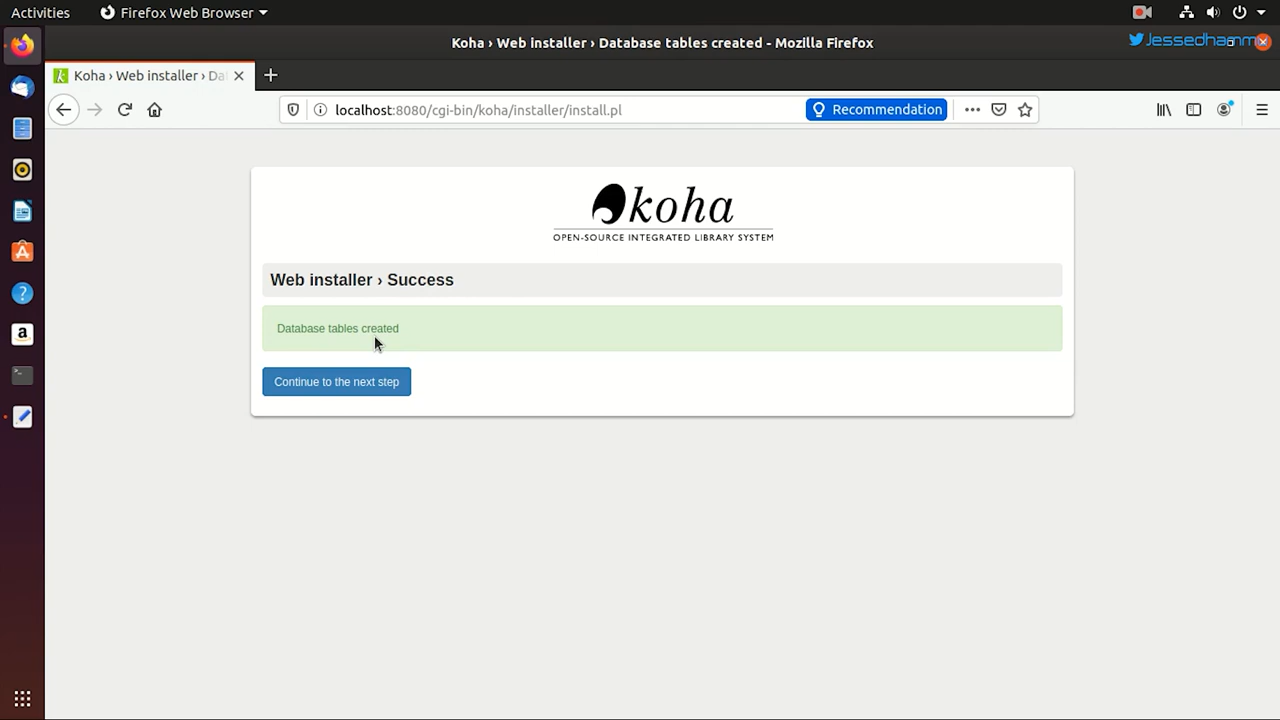 Activities
Firefox Web Browser
Koha › Web installer › Database tables created - Mozilla Firefox
Koha › Web installer › Da
localhost:8080/cgi-bin/koha/installer/install.pl
Recommendation
koha
OPEN-SOURCE INTEGRATED LIBRARY SYSTEM
Web installer › Success
Database tables created
Continue to the next step